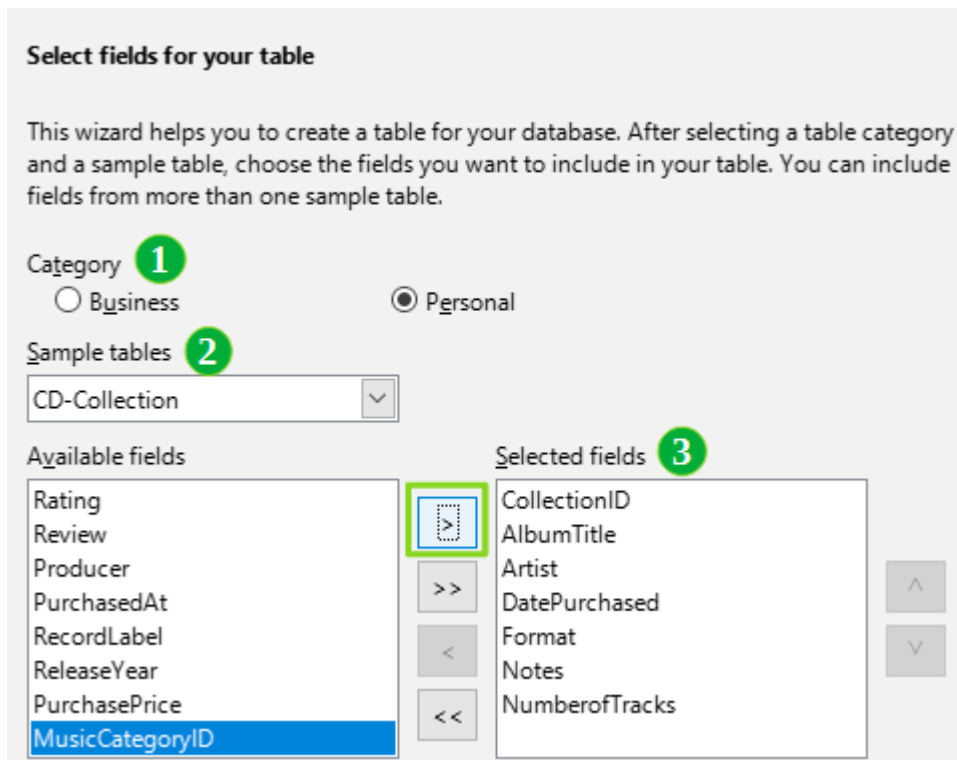 Select fields for your table
This wizard helps you to create a table for your database. After selecting a table category
and a sample table, choose the fields you want to include in your table. You can include
fields from more than one sample table.
Category 1
Business Personal
Sample tables 2
CD-Collection
Available fields
Rating
Review
Producer
PurchasedAt
RecordLabel
ReleaseYear
PurchasePrice
MusicCategoryID
>
>>
<
<<
Selected fields 3
CollectionID
AlbumTitle
Artist
DatePurchased
Format
Notes
NumberofTracks